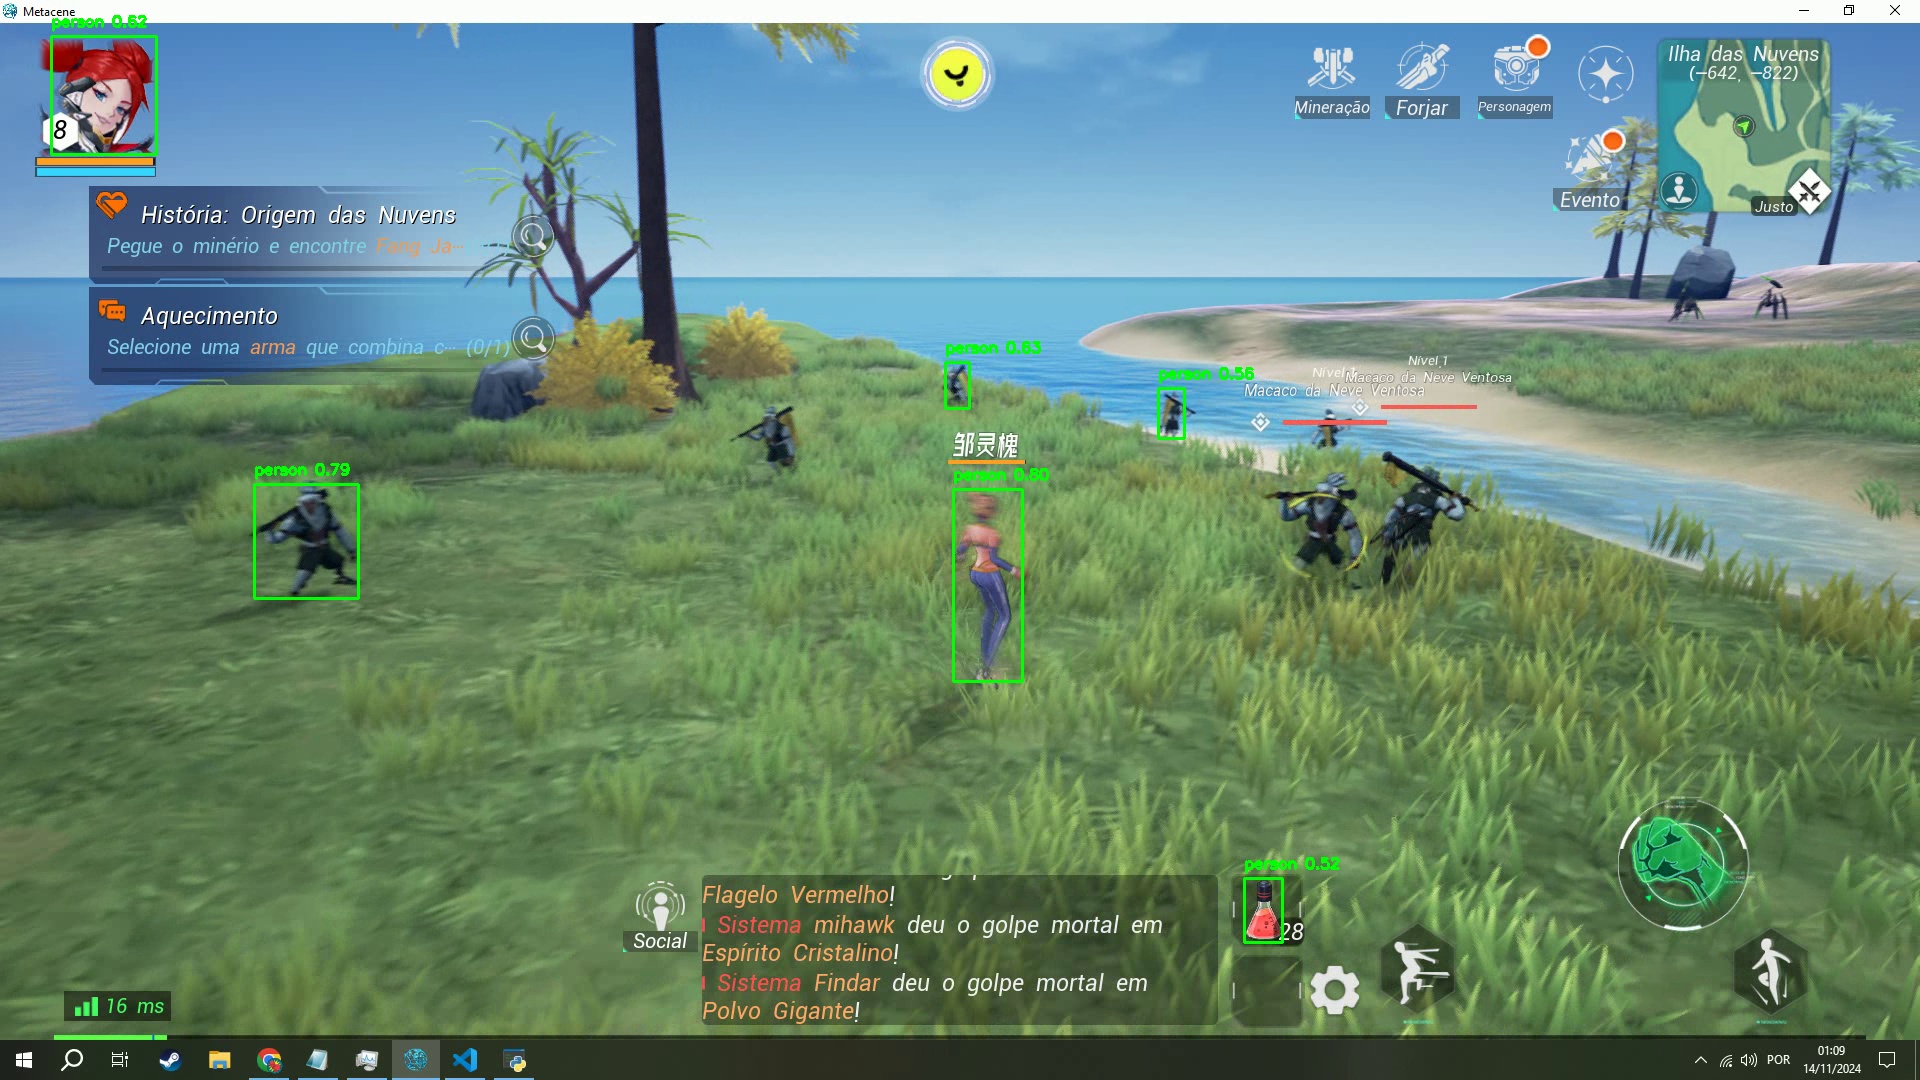 Metacene
person 0.62
8
História: Origem das Nuvens
Pegue o minério e encontre Fang Ja...
Aquecimento
Selecione uma arma que combina c... (0/1)
Mineração
Forjar
Personagem
Evento
Ilha das Nuvens
(-642, -822)
Justo
person 0.63
person 0.56
Nível 1
Nível 1
Macaco da Neve Ventosa
Macaco da Neve Ventosa
邹灵槐
person 0.80
person 0.79
person 0.52
28
Social
Flagelo Vermelho!
Sistema mihawk deu o golpe mortal em
Espírito Cristalino!
Sistema Findar deu o golpe mortal em
Polvo Gigante!
16 ms
POR
01:09
14/11/2024